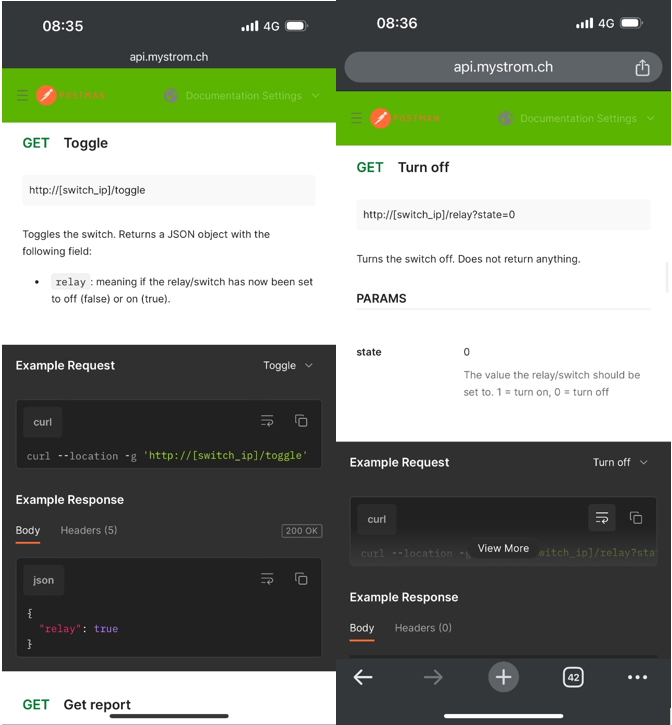 08:35
4G
api.mystrom.ch
POSTMAN
Documentation Settings
GET Toggle
http://[switch_ip]/toggle
Toggles the switch. Returns a JSON object with the
following field:
• relay : meaning if the relay/switch has now been set
to off (false) or on (true).
Example Request
Toggle
curl
curl --location -g 'http://[switch_ip]/toggle'
Example Response
Body Headers (5)
200 OK
json
{
"relay": true
}
GET Get report
08:36
4G
api.mystrom.ch
POSTMAN
Documentation Settings
GET Turn off
http://[switch_ip]/relay?state=0
Turns the switch off. Does not return anything.
PARAMS
state
0
The value the relay/switch should be
set to. 1 = turn on, 0 = turn off
Example Request
Turn off
curl
curl --location witch_ip]/relay?sta
View More
Example Response
Body Headers (0)
42